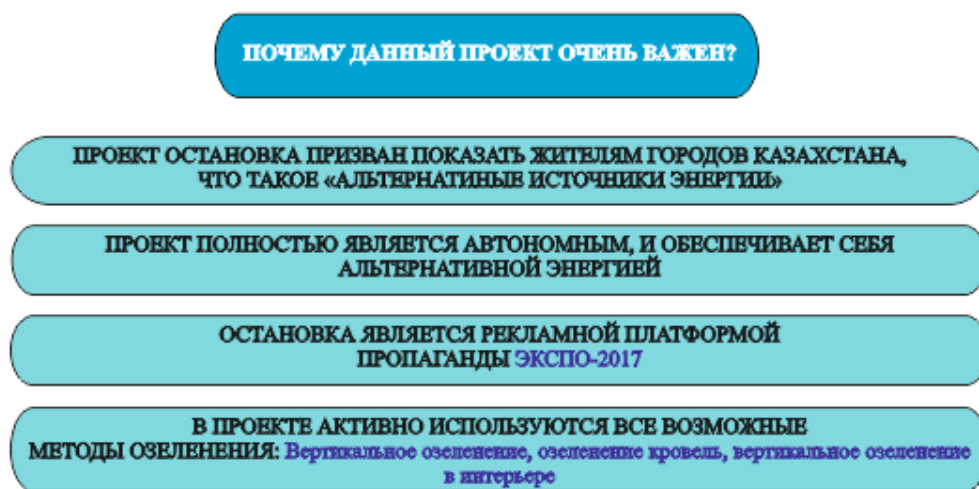 ПОЧЕМУ ДАННЫЙ ПРОЕКТ ОЧЕНЬ ВАЖЕН?
ПРОЕКТ ОСТАНОВКА ПРИЗВАН ПОКАЗАТЬ ЖИТЕЛЯМ ГОРОДОВ КАЗАХСТАНА,
ЧТО ТАКОЕ «АЛЬТЕРНАТИНЫЕ ИСТОЧНИКИ ЭНЕРГИИ»
ПРОЕКТ ПОЛНОСТЬЮ ЯВЛЯЕТСЯ АВТОНОМНЫМ, И ОБЕСПЕЧИВАЕТ СЕБЯ
АЛЬТЕРНАТИВНОЙ ЭНЕРГИЕЙ
ОСТАНОВКА ЯВЛЯЕТСЯ РЕКЛАМНОЙ ПЛАТФОРМОЙ
ПРОПАГАНДЫ ЭКСПО-2017
В ПРОЕКТЕ АКТИВНО ИСПОЛЬЗУЮТСЯ ВСЕ ВОЗМОЖНЫЕ
МЕТОДЫ ОЗЕЛЕНЕНИЯ: Вертикальное озеленение, озеленение кровель, вертикальное озеленение
в интерьере